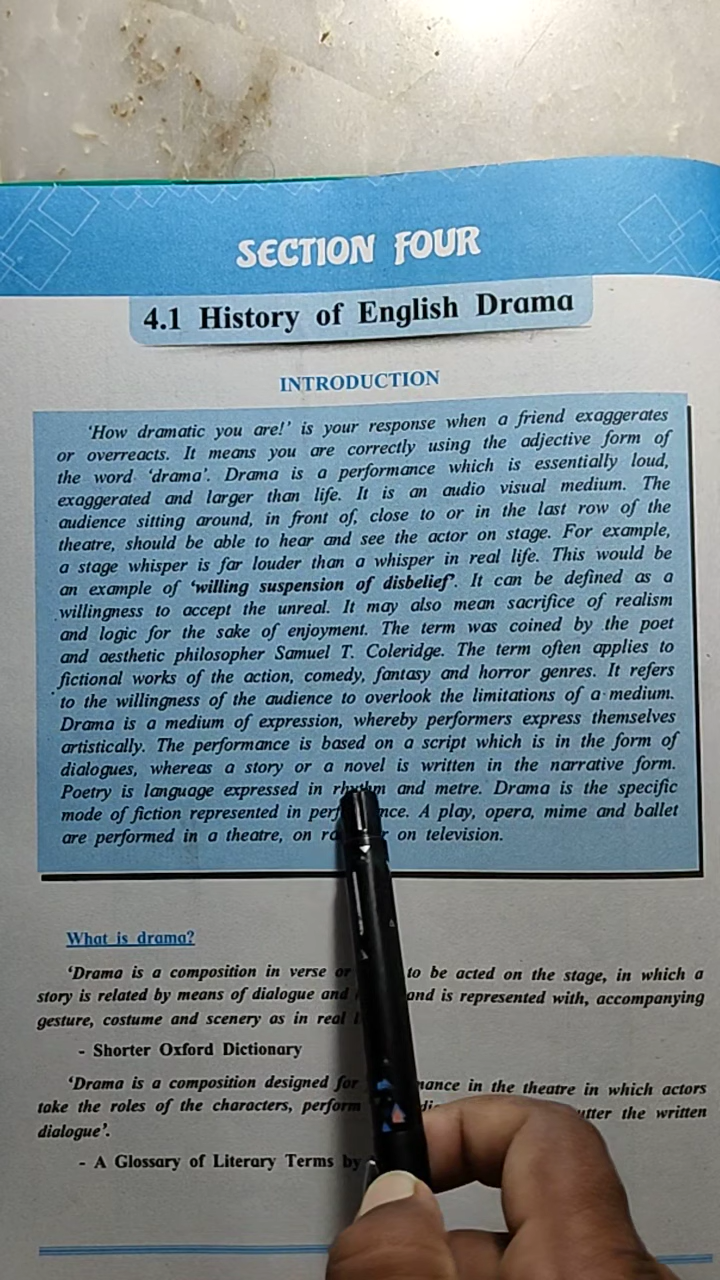 SECTION FOUR
4.1 History of English Drama
INTRODUCTION
‘How dramatic you are!’ is your response when a friend exaggerates
or overreacts. It means you are correctly using the adjective form of
the word ‘drama’. Drama is a performance which is essentially loud,
exaggerated and larger than life. It is an audio visual medium. The
audience sitting around, in front of, close to or in the last row of the
theatre, should be able to hear and see the actor on stage. For example,
a stage whisper is far louder than a whisper in real life. This would be
an example of ‘willing suspension of disbelief’. It can be defined as a
willingness to accept the unreal. It may also mean sacrifice of realism
and logic for the sake of enjoyment. The term was coined by the poet
and aesthetic philosopher Samuel T. Coleridge. The term often applies to
fictional works of the action, comedy, fantasy and horror genres. It refers
to the willingness of the audience to overlook the limitations of a medium.
Drama is a medium of expression, whereby performers express themselves
artistically. The performance is based on a script which is in the form of
dialogues, whereas a story or a novel is written in the narrative form.
Poetry is language expressed in rhythm and metre. Drama is the specific
mode of fiction represented in nce. A play, opera, mime and ballet
are performed in a theatre, on on television.
What is drama?
‘Drama is a composition in verse or to be acted on the stage, in which a
story is related by means of dialogue and and is represented with, accompanying
gesture, costume and scenery as in real
- Shorter Oxford Dictionary
‘Drama is a composition designed for in the theatre in which actors
take the roles of the characters, perform utter the written
dialogue’.
- A Glossary of Literary Terms by